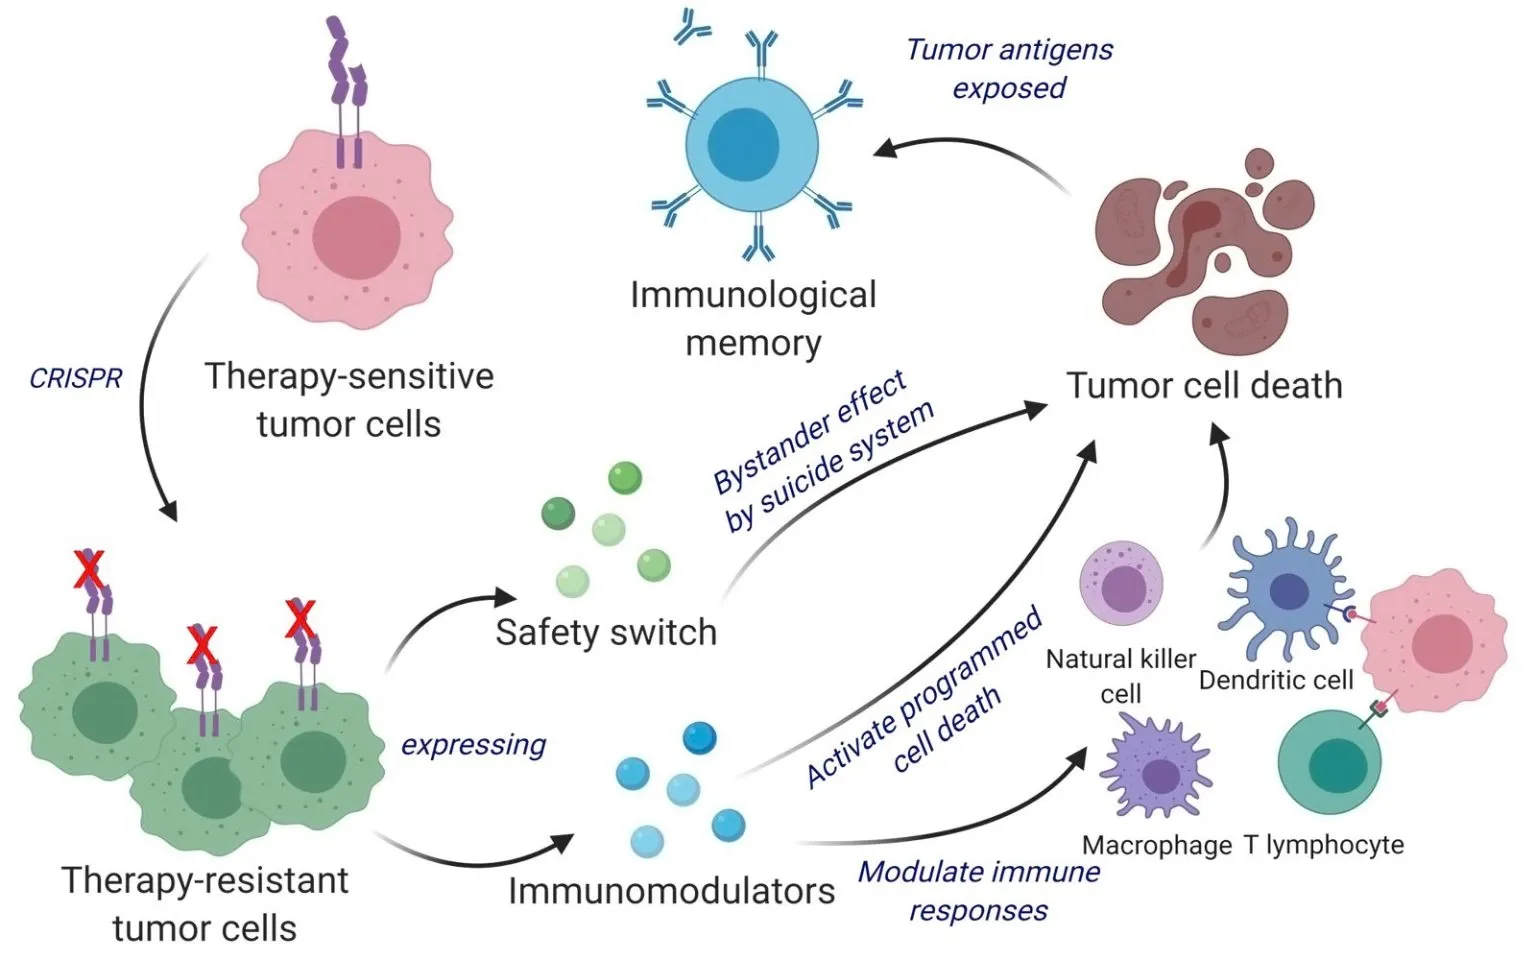 Tumor antigens
exposed
Immunological
memory
CRISPR
Therapy-sensitive
tumor cells
Tumor cell death
Bystander effect
by suicide system
X
X
X
Safety switch
Natural killer
cell
Dendritic cell
expressing
Activate programmed
cell death
Macrophage
T lymphocyte
Therapy-resistant
tumor cells
Immunomodulators
Modulate immune
responses